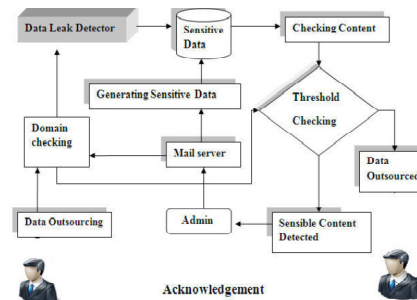 Data Leak Detector
Sensitive
Data
Checking Content
Generating Sensitive Data
Threshold
Checking
Domain
checking
Mail server
Data
Outsourced
Data Outsourcing
Admin
Sensible Content
Detected
Acknowledgement